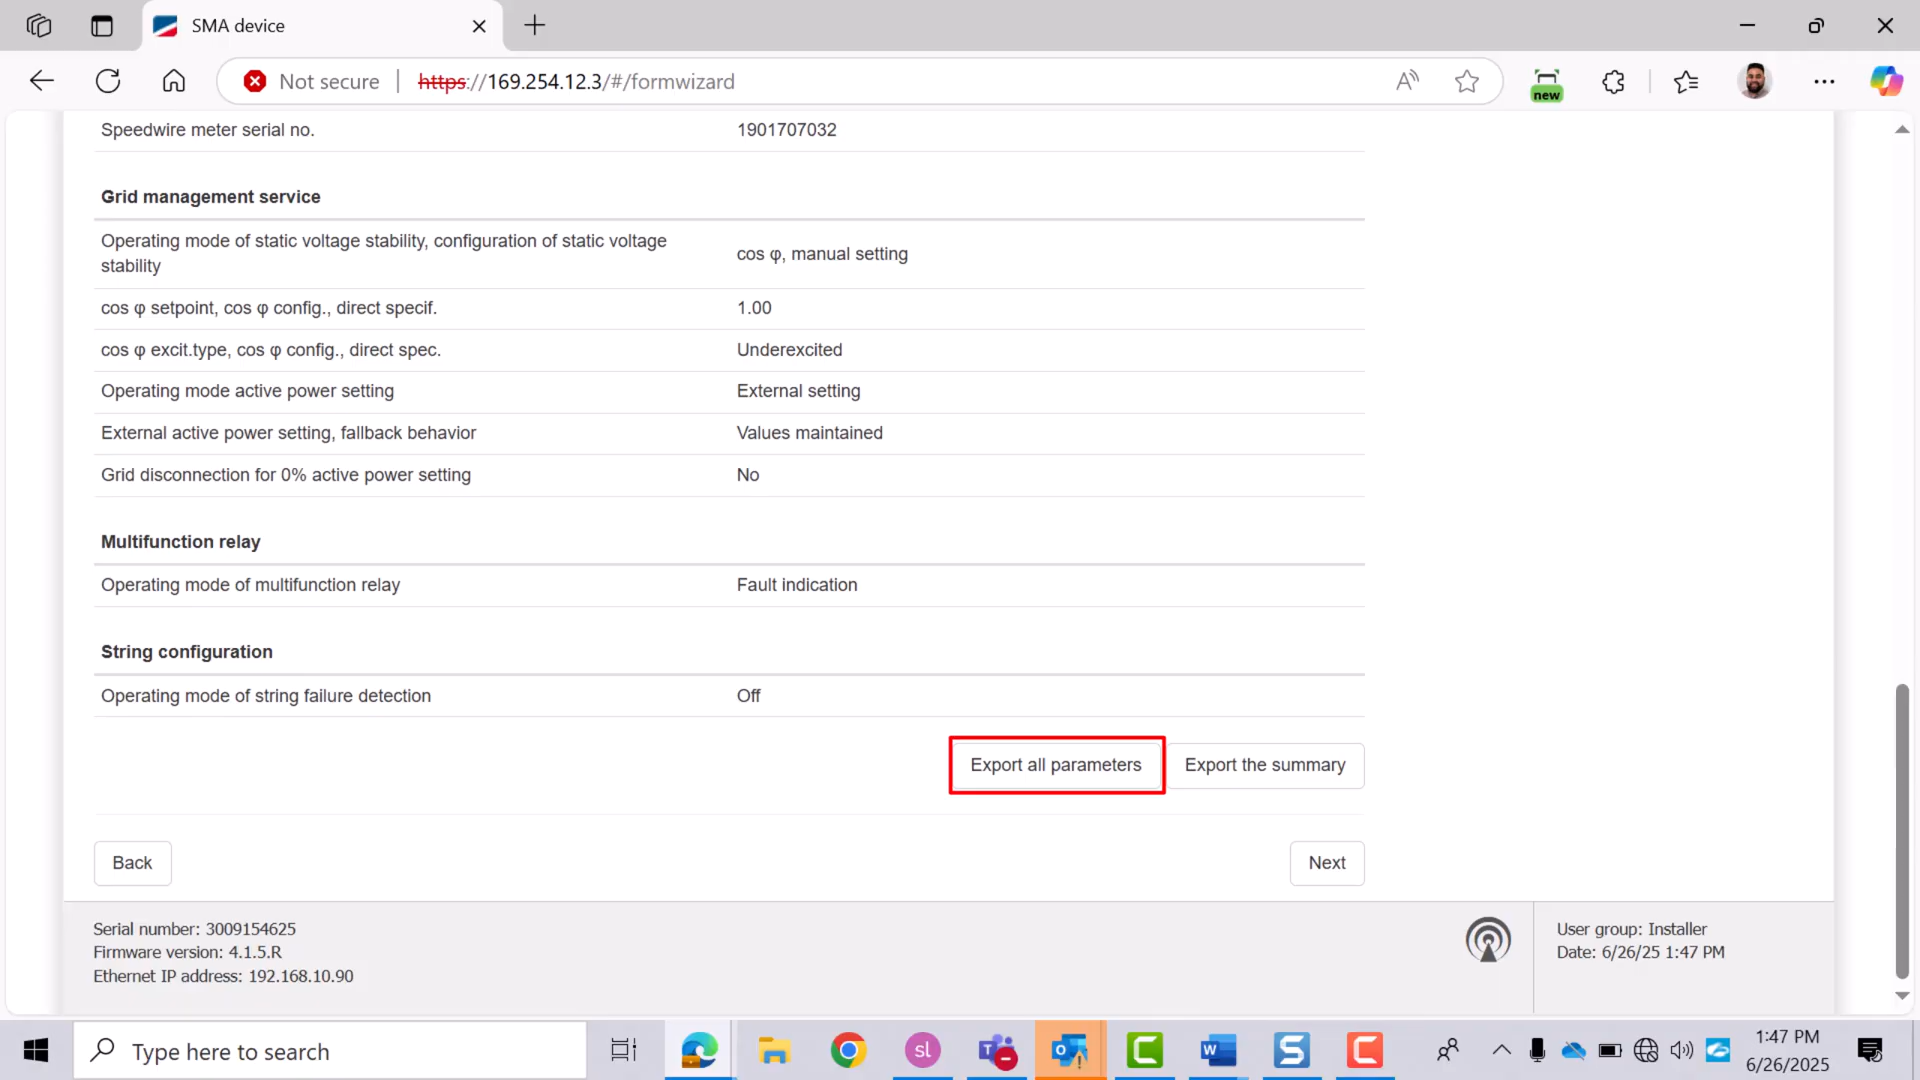 SMA device
Not secure
https://169.254.12.3/#/formwizard
new
Speedwire meter serial no.
1901707032
Grid management service
Operating mode of static voltage stability, configuration of static voltage
stability
cos φ, manual setting
cos φ setpoint, cos φ config., direct specif.
1.00
cos φ excit.type, cos φ config., direct spec.
Underexcited
Operating mode active power setting
External setting
External active power setting, fallback behavior
Values maintained
Grid disconnection for 0% active power setting
No
Multifunction relay
Operating mode of multifunction relay
Fault indication
String configuration
Operating mode of string failure detection
Off
Export all parameters
Export the summary
Back
Next
Serial number: 3009154625
Firmware version: 4.1.5.R
Ethernet IP address: 192.168.10.90
User group: Installer
Date: 6/26/25 1:47 PM
Type here to search
sl
1:47 PM
6/26/2025